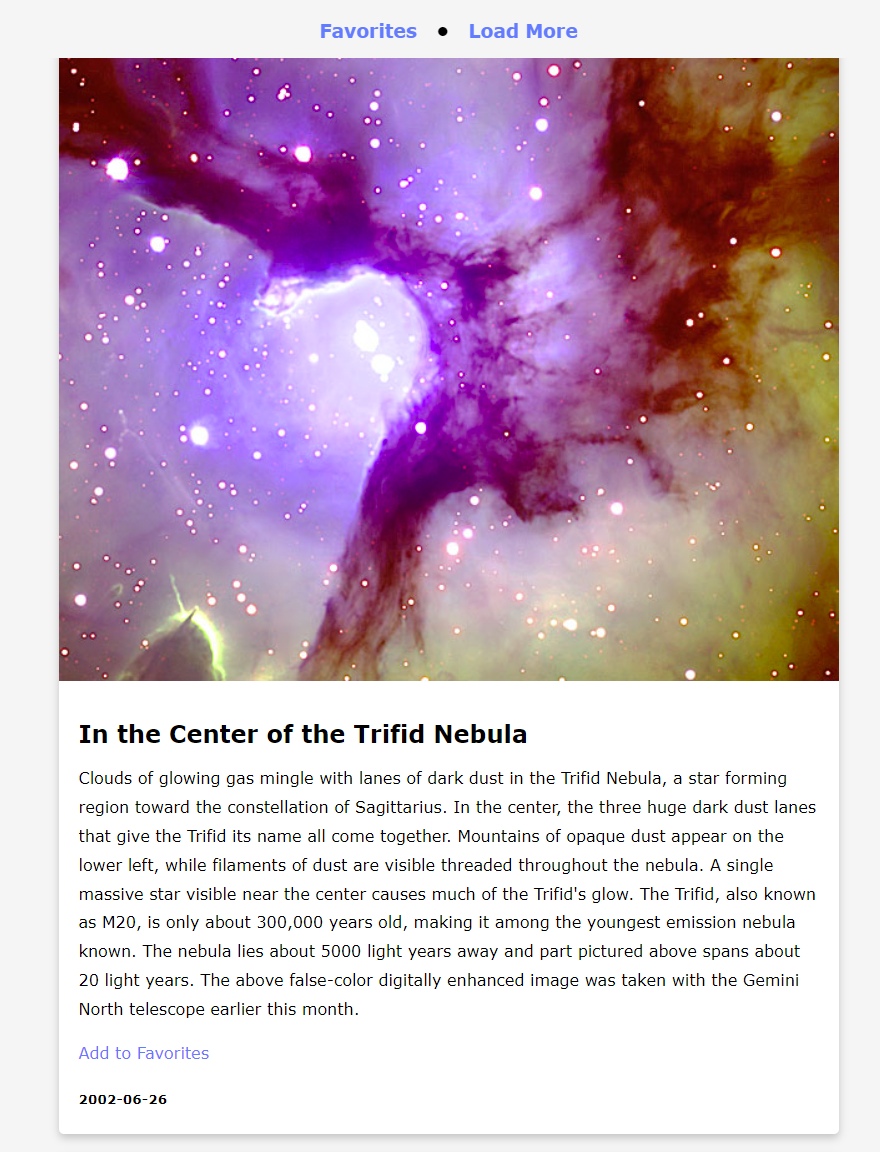 Favorites • Load More
In the Center of the Trifid Nebula
Clouds of glowing gas mingle with lanes of dark dust in the Trifid Nebula, a star forming
region toward the constellation of Sagittarius. In the center, the three huge dark dust lanes
that give the Trifid its name all come together. Mountains of opaque dust appear on the
lower left, while filaments of dust are visible threaded throughout the nebula. A single
massive star visible near the center causes much of the Trifid's glow. The Trifid, also known
as M20, is only about 300,000 years old, making it among the youngest emission nebula
known. The nebula lies about 5000 light years away and part pictured above spans about
20 light years. The above false-color digitally enhanced image was taken with the Gemini
North telescope earlier this month.
Add to Favorites
2002-06-26